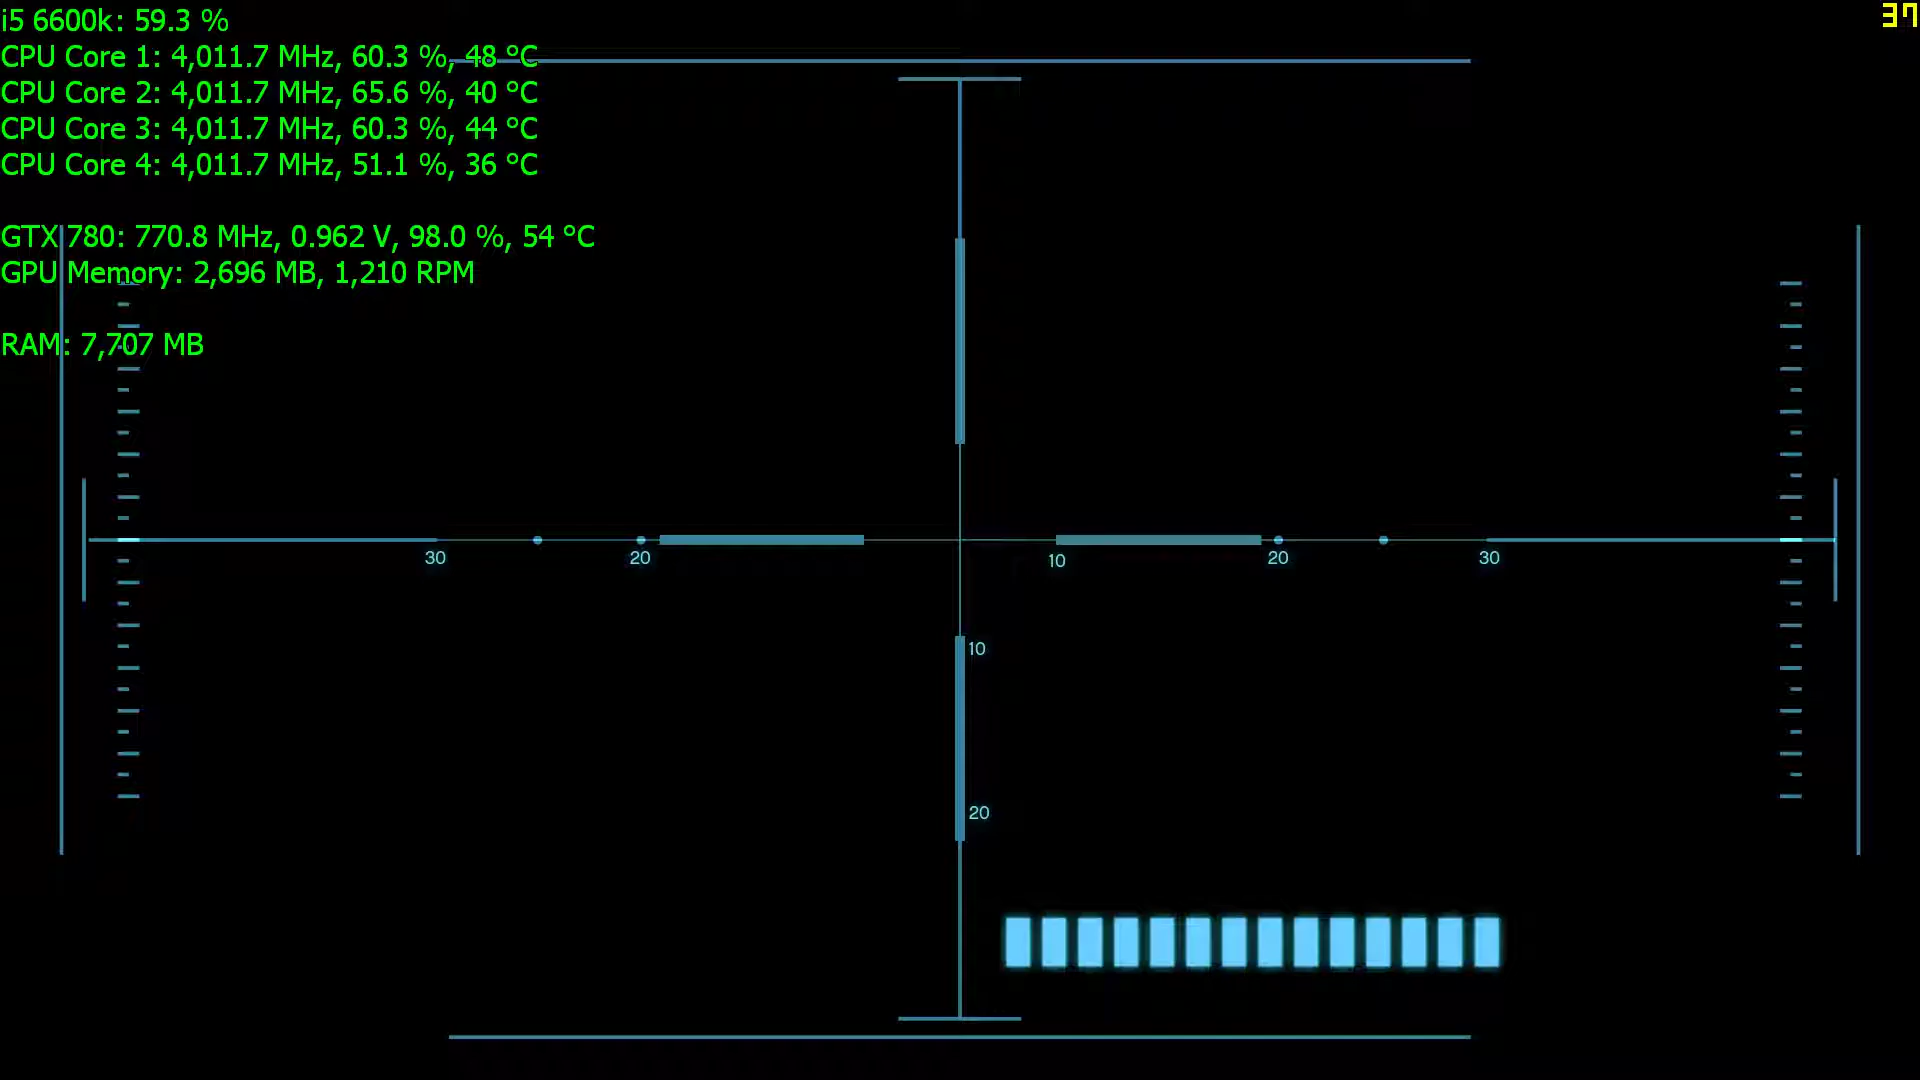 i5 6600k: 59.3 %
37
CPU Core 1: 4,011.7 MHz, 60.3 %, 48 °C
CPU Core 2: 4,011.7 MHz, 65.6 %, 40 °C
CPU Core 3: 4,011.7 MHz, 60.3 %, 44 °C
CPU Core 4: 4,011.7 MHz, 51.1 %, 36 °C
GTX 780: 770.8 MHz, 0.962 V, 98.0 %, 54 °C
GPU Memory: 2,696 MB, 1,210 RPM
RAM: 7,707 MB
30 20 10 20 30
10
20